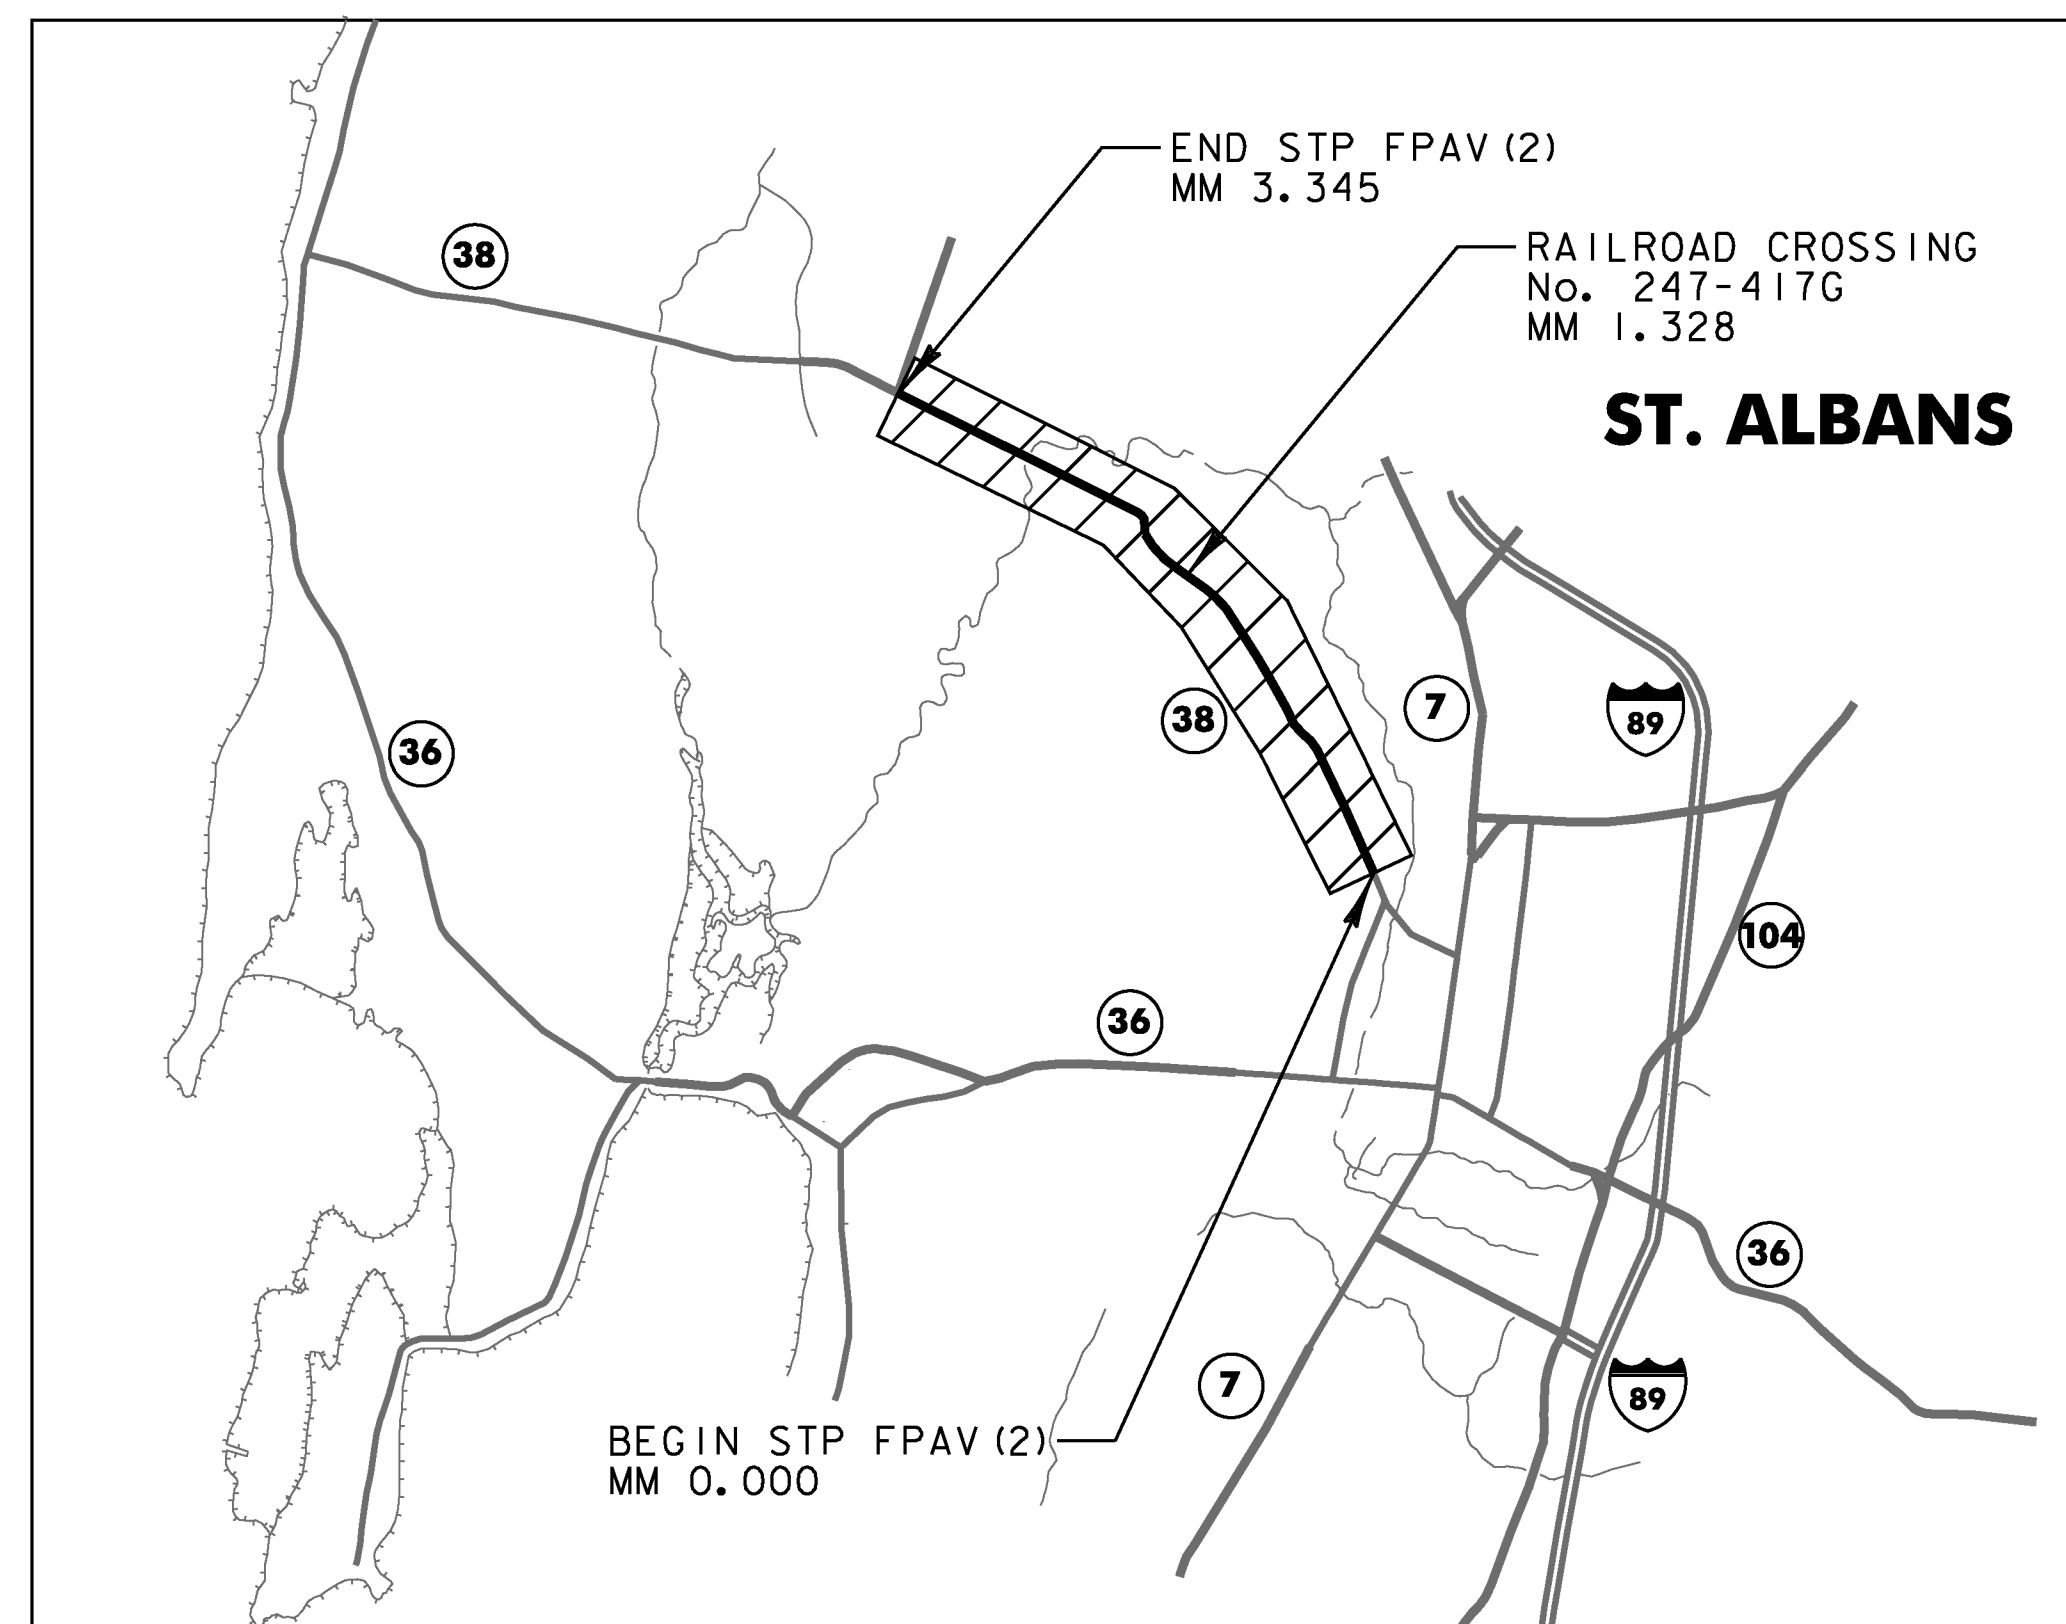 END STP FPAV (2)
MM 3.345
38
RAILROAD CROSSING
No. 247-417G
MM 1.328
ST. ALBANS
38
7
89
36
104
36
36
7
89
BEGIN STP FPAV (2)
MM 0.000